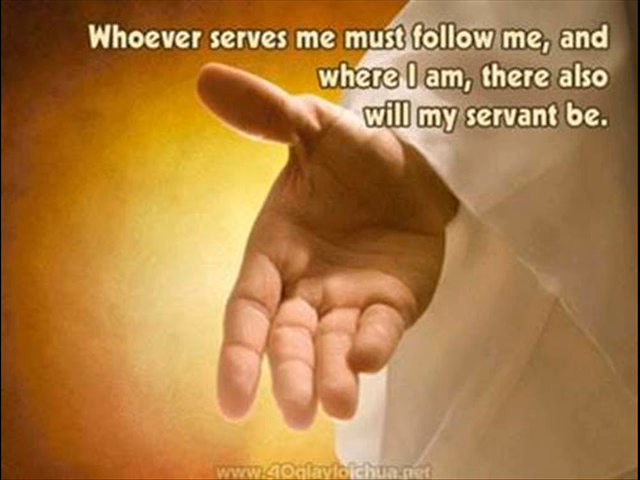 Whoever serves me must follow me, and
where I am, there also
will my servant be.
www.40giayloichua.net